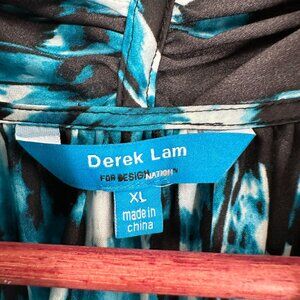 Derek Lam
FOR DESIGNATION
XL
made in
china